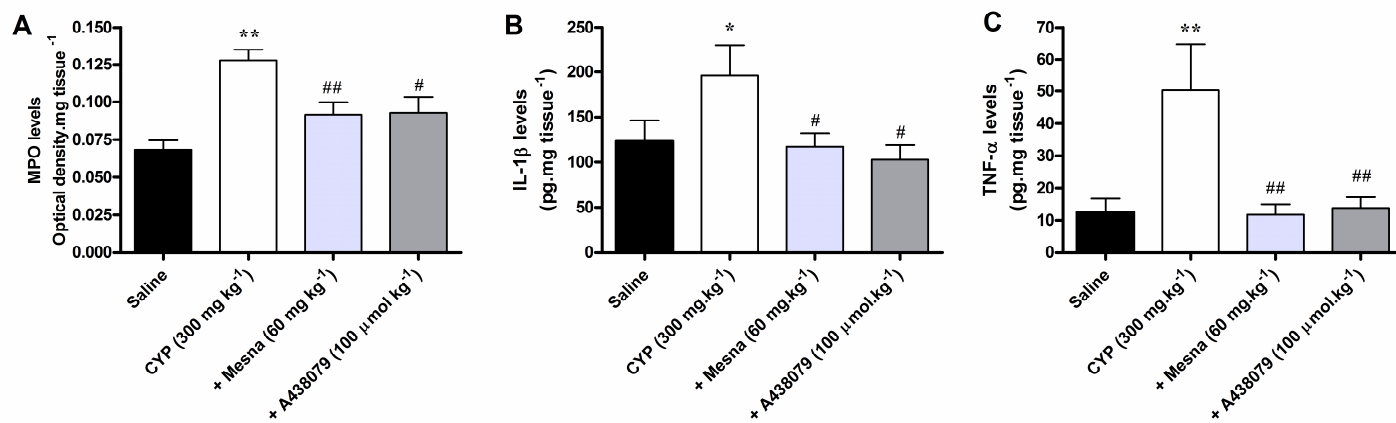 A
MPO levels
Optical density.mg tissue -1
0.150
0.125
0.100
0.075
0.050
0.025
0.000
**
##
#
Saline
CYP (300 mg kg-1)
+ Mesna (60 mg kg-1)
+ A438079 (100 μmol kg-1)
B
IL-1β levels
(pg.mg tissue-1)
250
200
150
100
50
0
*
#
#
Saline
CYP (300 mg.kg-1)
+ Mesna (60 mg.kg-1)
+ A438079 (100 μmol.kg-1)
C
TNF-α levels
(pg.mg tissue-1)
70
60
50
40
30
20
10
0
**
##
##
Saline
CYP (300 mg.kg-1)
+ Mesna (60 mg.kg-1)
+ A438079 (100 μmol.kg-1)